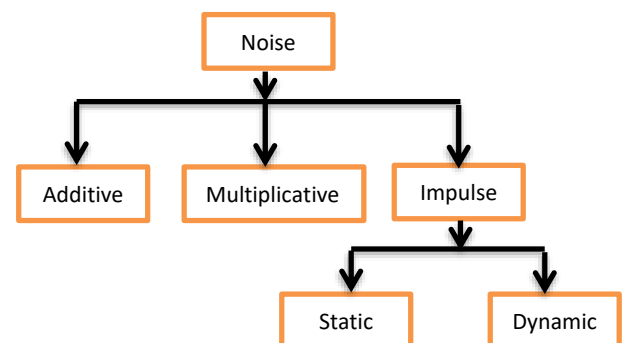 Noise
Additive
Multiplicative
Impulse
Static
Dynamic